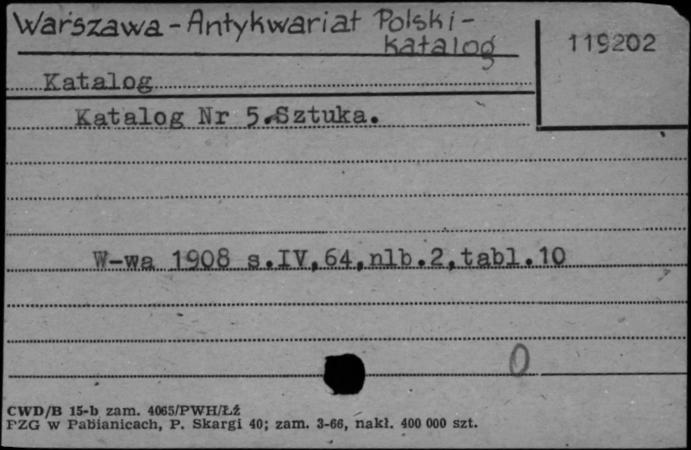 Warszawa - Antykwariat Polski -
katalog
119202
Katalog
Katalog Nr 5.Sztuka.
W-wa 1908 s.IV,64,nlb.2,tabl.10
0
CWD/B 15-b zam. 4065/PWH/Łź
PZG w Pabianicach, P. Skargi 40; zam. 3-66, nakł. 400 000 szt.